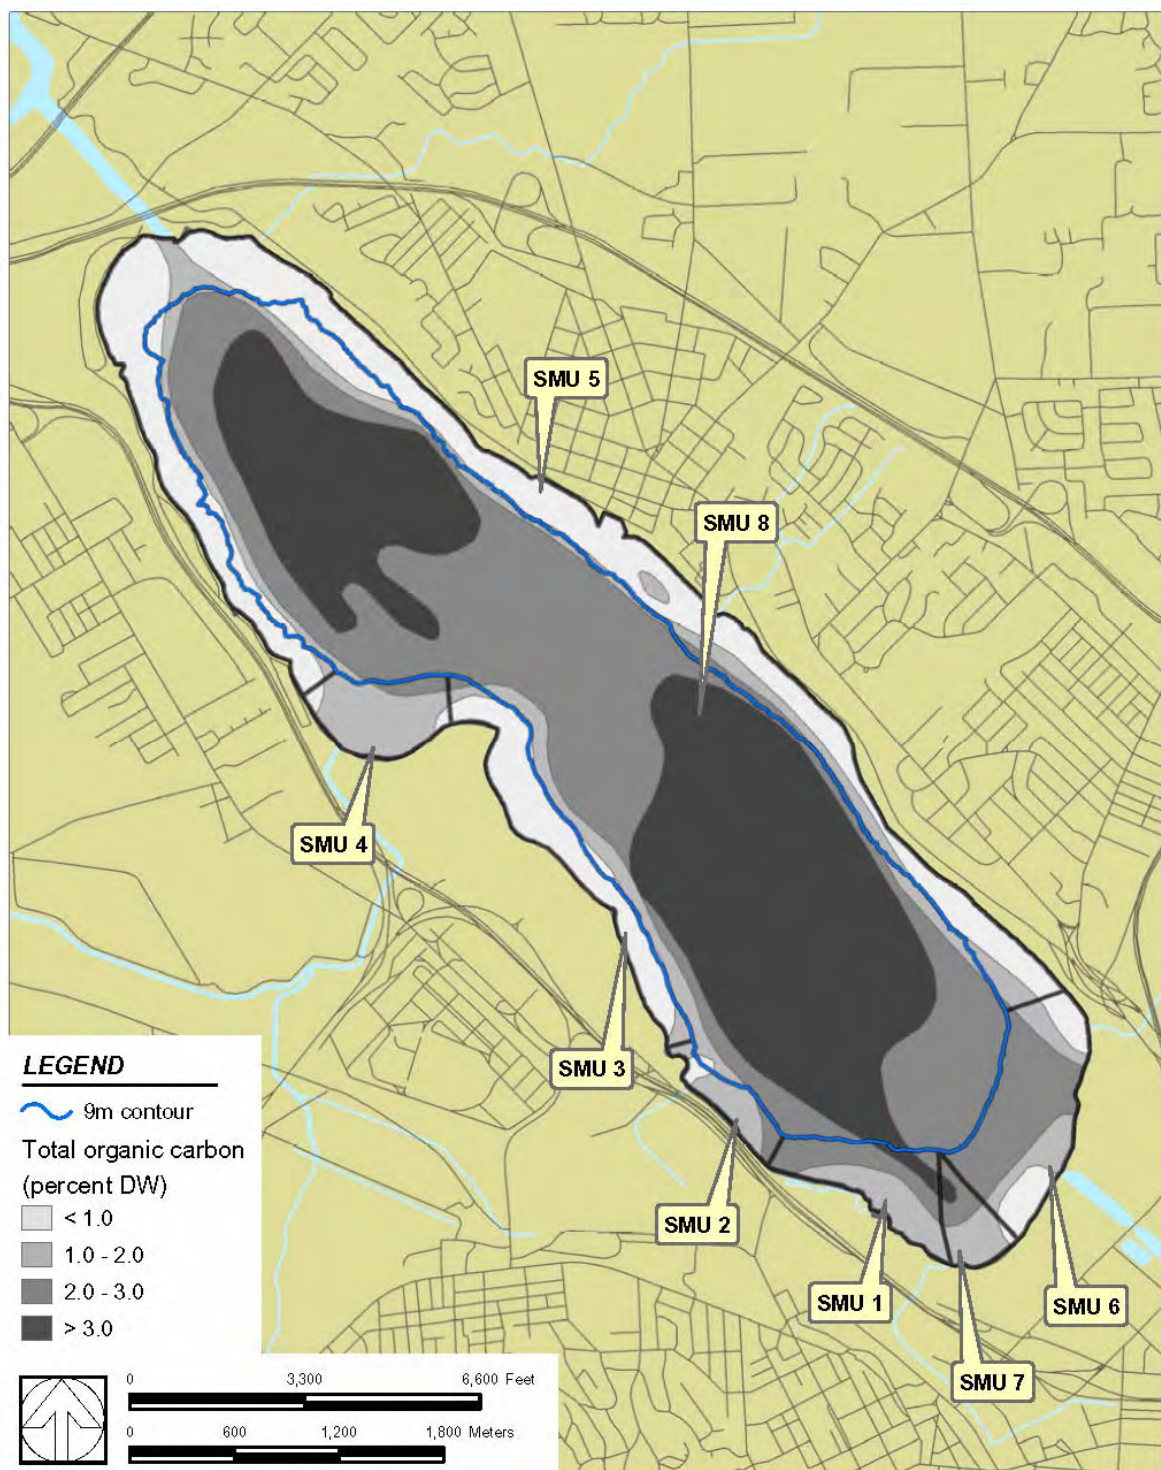 SMU 5
SMU 8
SMU 4
SMU 3
SMU 2
SMU 1
SMU 6
SMU 7
LEGEND
9m contour
Total organic carbon
(percent DW)
< 1.0
1.0 - 2.0
2.0 - 3.0
> 3.0
0 3,300 6,600 Feet
0 600 1,200 1,800 Meters